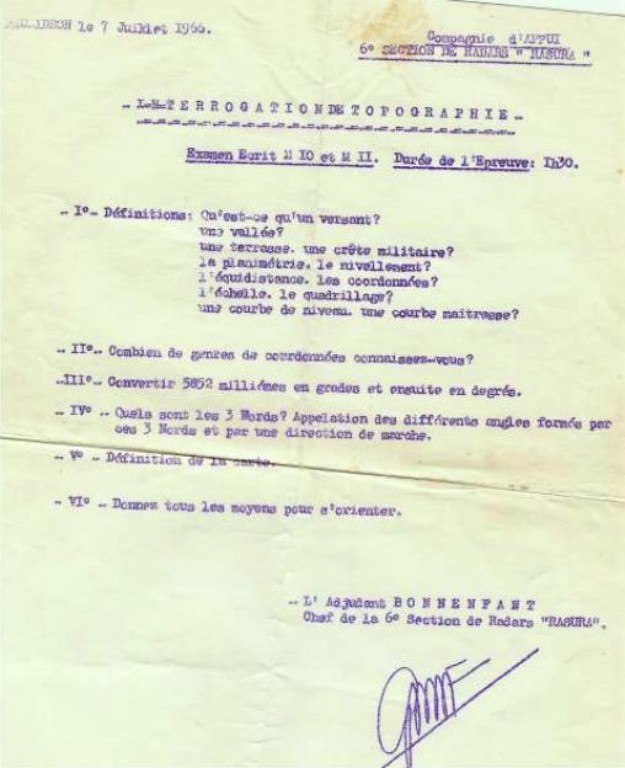 le 7 Juillet 1966.
Compagnie d'APPUI
6° SECTION DE RADARS " RASURA "
- I N T E R R O G A T I O N DE T O P O G R A P H I E -
Examen Ecrit M IO et M II. Durée de l'Epreuve: Ih30.
- I°- Définitions: Qu'est-ce qu'un versant?
une vallée?
une terrasse. une crête militaire?
la planimétrie. le nivellement?
l'équidistance. les coordonnées?
l'échelle. le quadrillage?
une courbe de niveau. une courbe maitresse?
- II°- Combien de genres de coordonnées connaissez-vous?
-III°- Convertir 5852 millièmes en grades et ensuite en degrés.
- IV° - Quels sont les 3 Nords? Appelation des différents angles formés par
ces 3 Nords et par une direction de marche.
- V° - Définition de la carte.
- VI° - Donnez tous les moyens pour s'orienter.
- L' Adjudant B O N N E N F A N T
Chef de la 6° Section de Radars "RASURA".